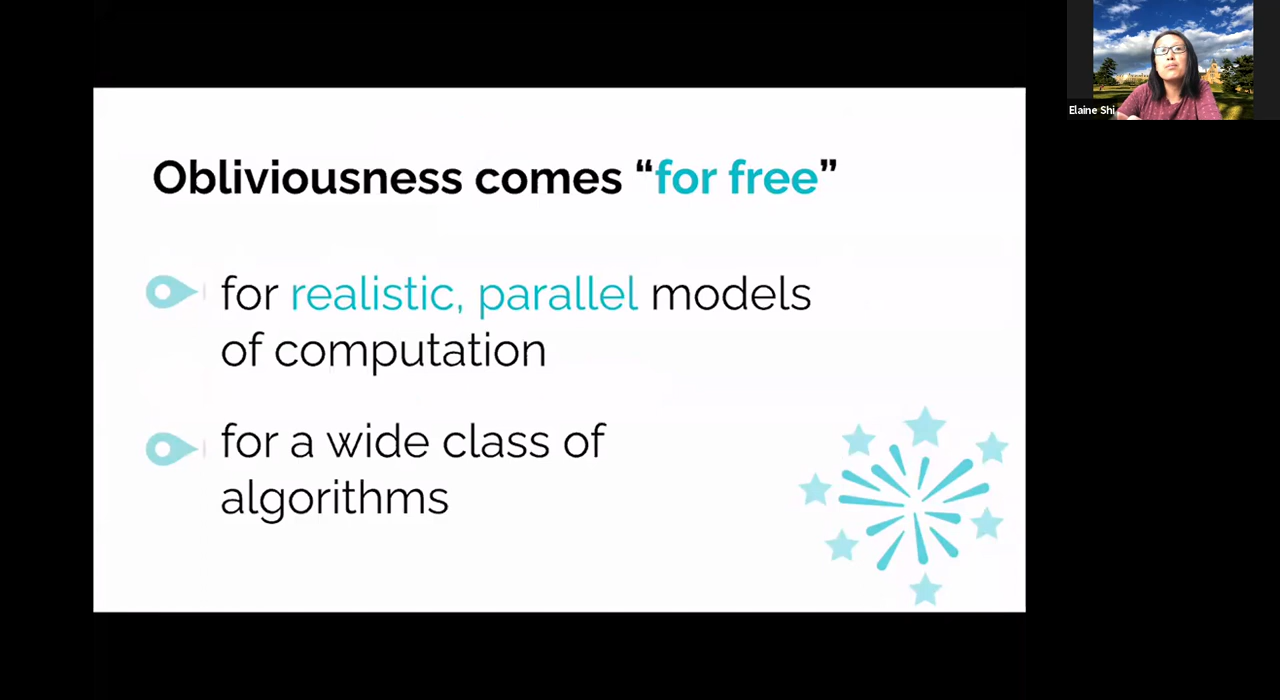 Elaine Shi
Obliviousness comes “for free”
for realistic, parallel models
of computation
for a wide class of
algorithms